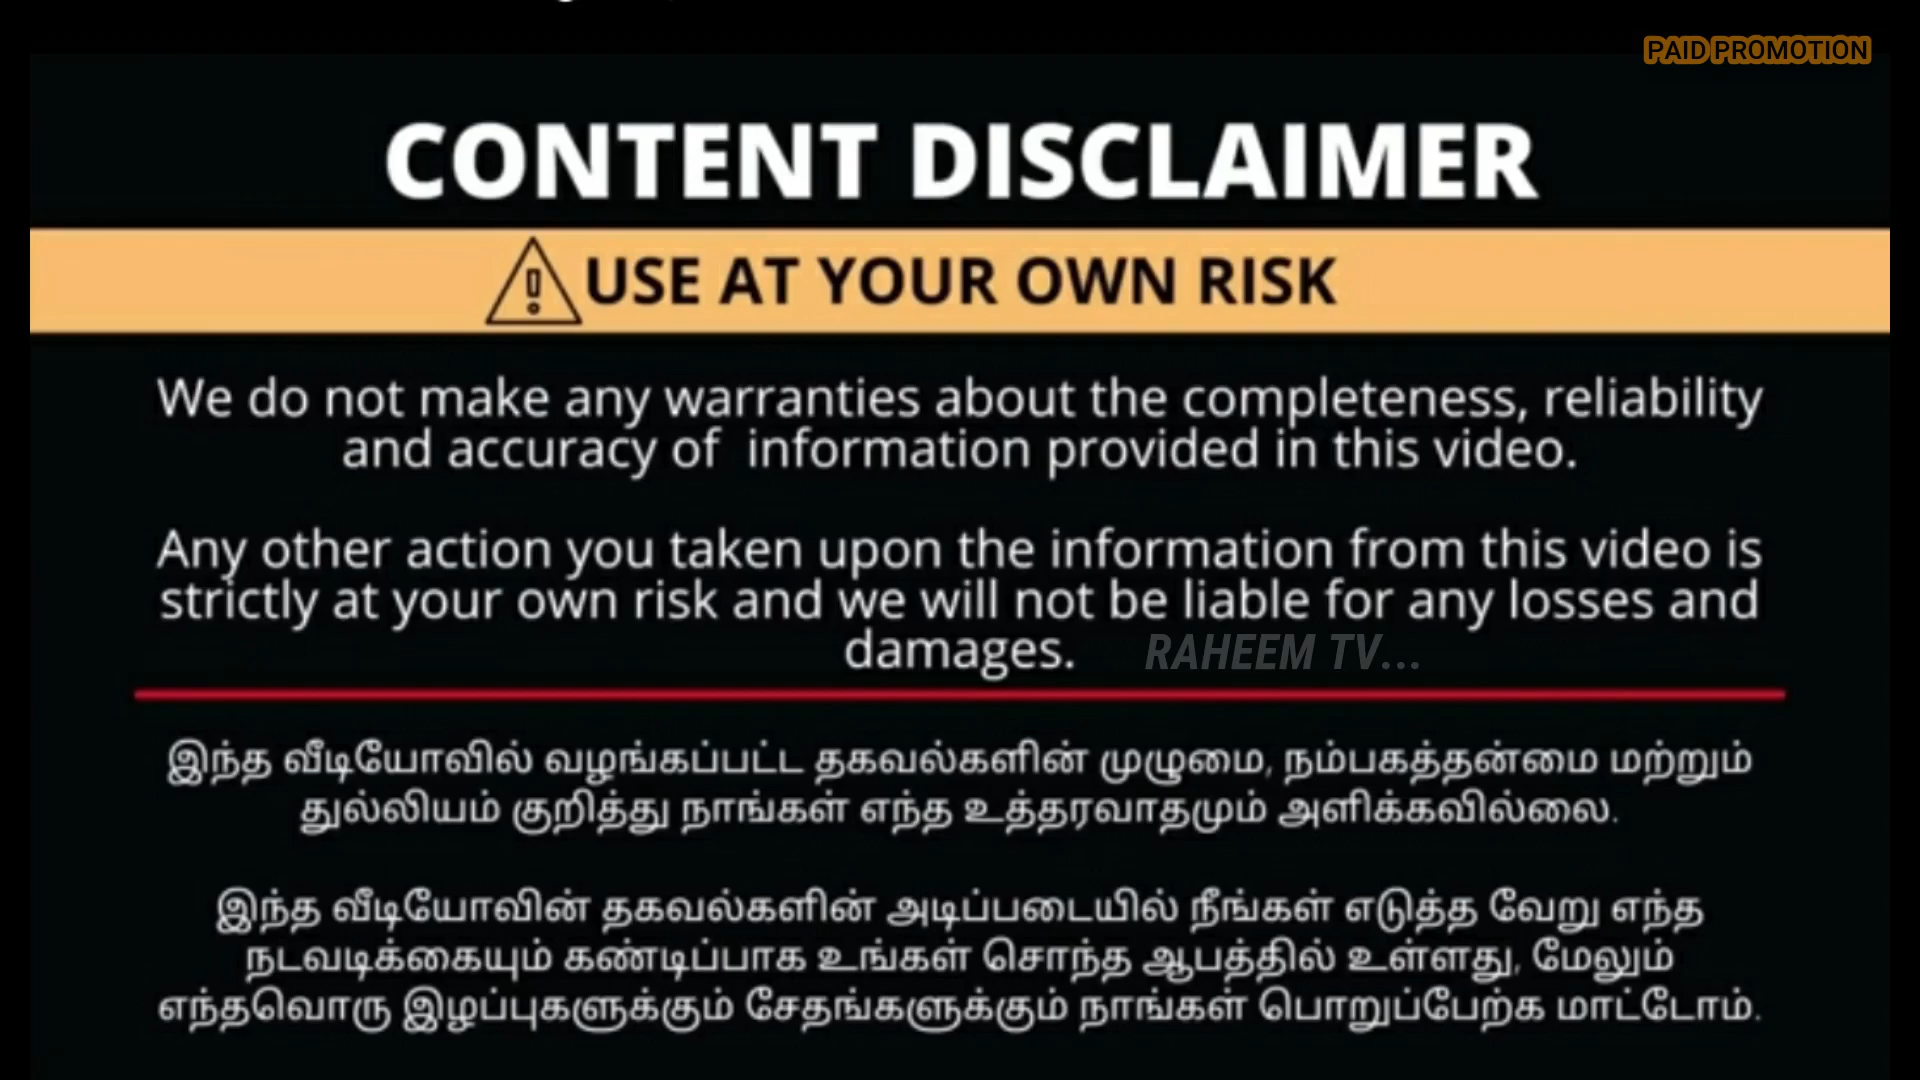 PAID PROMOTION
CONTENT DISCLAIMER
USE AT YOUR OWN RISK
We do not make any warranties about the completeness, reliability
and accuracy of information provided in this video.
Any other action you taken upon the information from this video is
strictly at your own risk and we will not be liable for any losses and
damages.
RAHEEM TV...
இந்த வீடியோவில் வழங்கப்பட்ட தகவல்களின் முழுமை, நம்பகத்தன்மை மற்றும்
துல்லியம் குறித்து நாங்கள் எந்த உத்தரவாதமும் அளிக்கவில்லை.
இந்த வீடியோவின் தகவல்களின் அடிப்படையில் நீங்கள் எடுத்த வேறு எந்த
நடவடிக்கையும் கண்டிப்பாக உங்கள் சொந்த ஆபத்தில் உள்ளது, மேலும்
எந்தவொரு இழப்புகளுக்கும் சேதங்களுக்கும் நாங்கள் பொறுப்பேற்க மாட்டோம்.